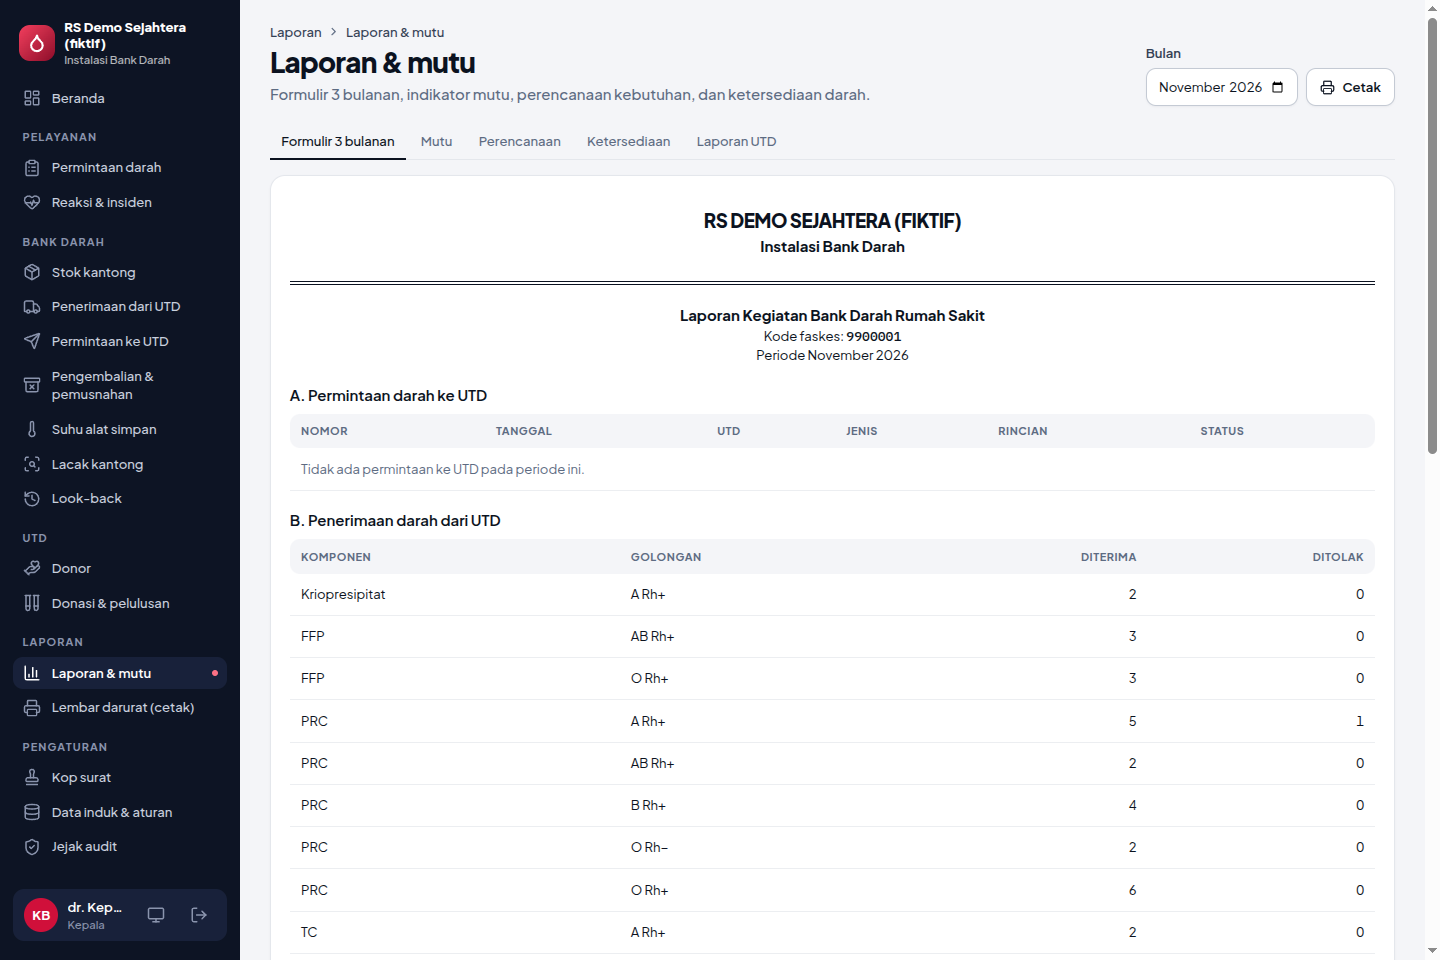 RS Demo Sejahtera
(fiktif)
Instalasi Bank Darah
Beranda
PELAYANAN
Permintaan darah
Reaksi & insiden
BANK DARAH
Stok kantong
Penerimaan dari UTD
Permintaan ke UTD
Pengembalian &
pemusnahan
Suhu alat simpan
Lacak kantong
Look-back
UTD
Donor
Donasi & pelulusan
LAPORAN
Laporan & mutu
Lembar darurat (cetak)
PENGATURAN
Kop surat
Data induk & aturan
Jejak audit
KB
dr. Kep...
Kepala
Laporan > Laporan & mutu
Laporan & mutu
Formulir 3 bulanan, indikator mutu, perencanaan kebutuhan, dan ketersediaan darah.
Bulan
November 2026
Cetak
Formulir 3 bulanan Mutu Perencanaan Ketersediaan Laporan UTD
RS DEMO SEJAHTERA (FIKTIF)
Instalasi Bank Darah
Laporan Kegiatan Bank Darah Rumah Sakit
Kode faskes: 9900001
Periode November 2026
A. Permintaan darah ke UTD
NOMOR TANGGAL UTD JENIS RINCIAN STATUS
Tidak ada permintaan ke UTD pada periode ini.
B. Penerimaan darah dari UTD
KOMPONEN GOLONGAN DITERIMA DITOLAK
Kriopresipitat A Rh+ 2 0
FFP AB Rh+ 3 0
FFP O Rh+ 3 0
PRC A Rh+ 5 1
PRC AB Rh+ 2 0
PRC B Rh+ 4 0
PRC O Rh− 2 0
PRC O Rh+ 6 0
TC A Rh+ 2 0